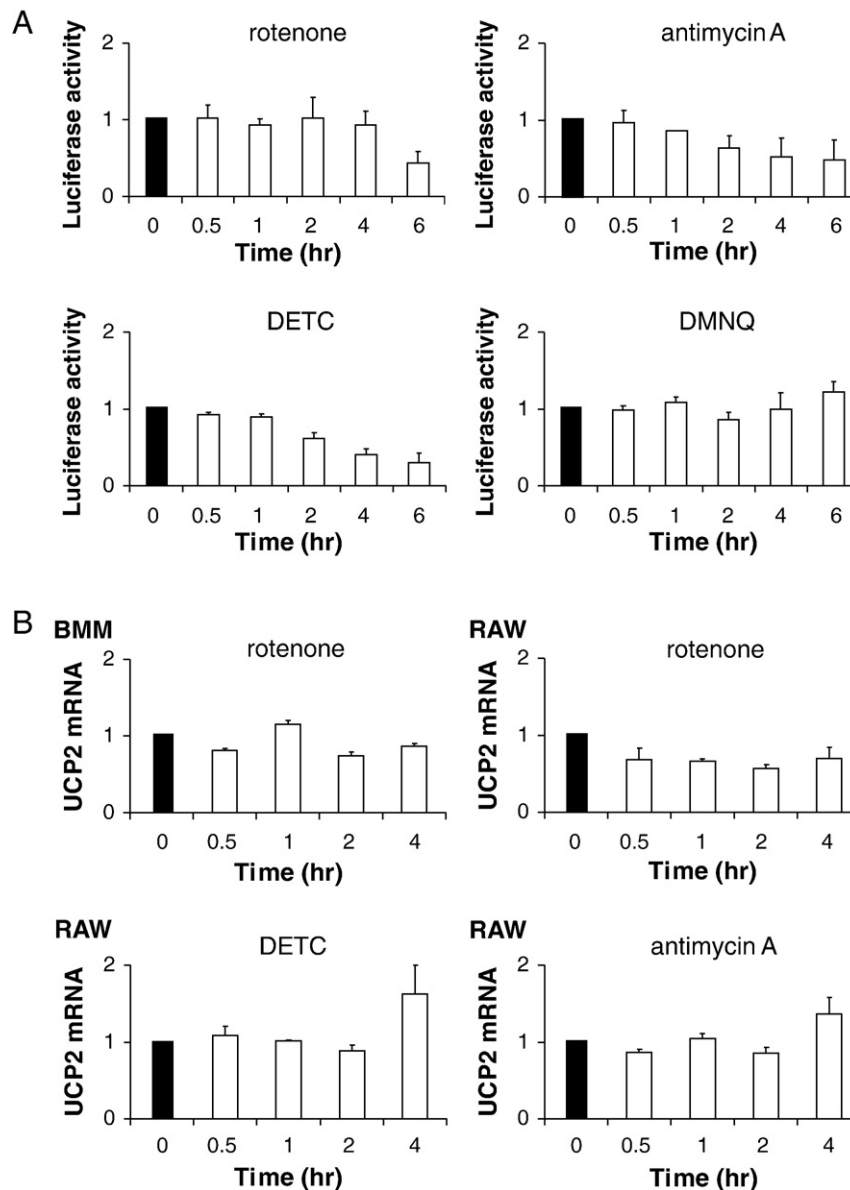 A
rotenone
Luciferase activity
2
1
0
0 0.5 1 2 4 6
Time (hr)
antimycin A
Luciferase activity
2
1
0
0 0.5 1 2 4 6
Time (hr)
DETC
Luciferase activity
2
1
0
0 0.5 1 2 4 6
Time (hr)
DMNQ
Luciferase activity
2
1
0
0 0.5 1 2 4 6
Time (hr)
B
BMM
rotenone
UCP2 mRNA
2
1
0
0 0.5 1 2 4
Time (hr)
RAW
rotenone
UCP2 mRNA
2
1
0
0 0.5 1 2 4
Time (hr)
RAW
DETC
UCP2 mRNA
2
1
0
0 0.5 1 2 4
Time (hr)
RAW
antimycin A
UCP2 mRNA
2
1
0
0 0.5 1 2 4
Time (hr)